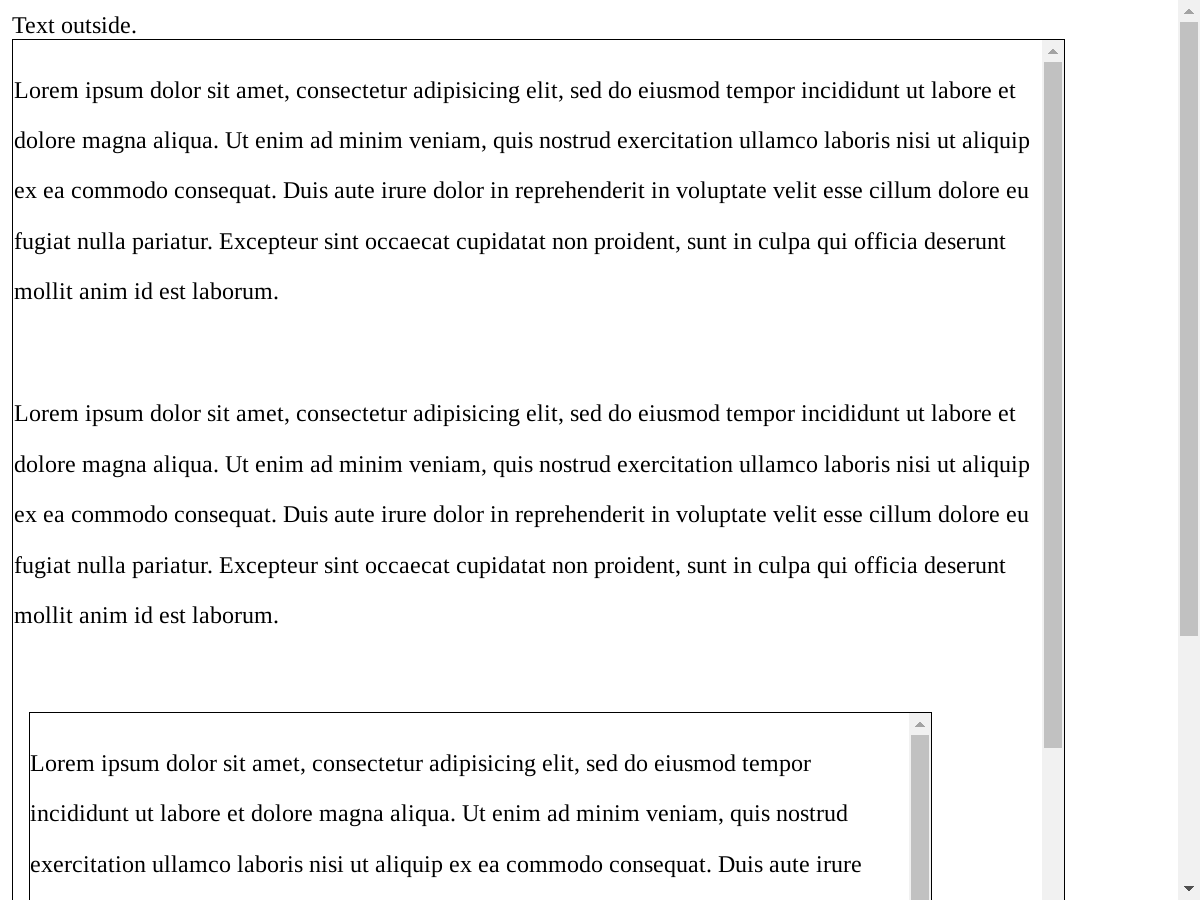 Text outside.
Lorem ipsum dolor sit amet, consectetur adipisicing elit, sed do eiusmod tempor incididunt ut labore et
dolore magna aliqua. Ut enim ad minim veniam, quis nostrud exercitation ullamco laboris nisi ut aliquip
ex ea commodo consequat. Duis aute irure dolor in reprehenderit in voluptate velit esse cillum dolore eu
fugiat nulla pariatur. Excepteur sint occaecat cupidatat non proident, sunt in culpa qui officia deserunt
mollit anim id est laborum.
Lorem ipsum dolor sit amet, consectetur adipisicing elit, sed do eiusmod tempor incididunt ut labore et
dolore magna aliqua. Ut enim ad minim veniam, quis nostrud exercitation ullamco laboris nisi ut aliquip
ex ea commodo consequat. Duis aute irure dolor in reprehenderit in voluptate velit esse cillum dolore eu
fugiat nulla pariatur. Excepteur sint occaecat cupidatat non proident, sunt in culpa qui officia deserunt
mollit anim id est laborum.
Lorem ipsum dolor sit amet, consectetur adipisicing elit, sed do eiusmod tempor
incididunt ut labore et dolore magna aliqua. Ut enim ad minim veniam, quis nostrud
exercitation ullamco laboris nisi ut aliquip ex ea commodo consequat. Duis aute irure